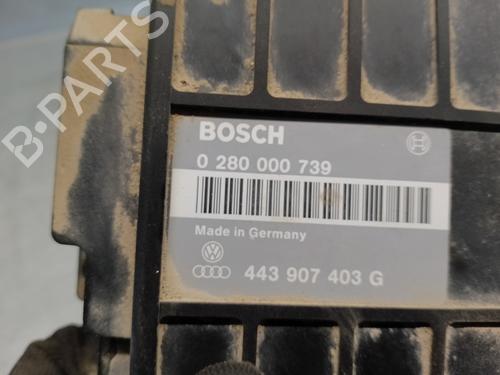 B-PARTS
BOSCH
0 280 000 739
Made in Germany
443 907 403 G